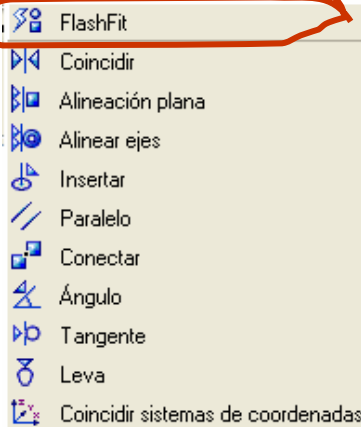 FlashFit
Coincidir
Alineación plana
Alinear ejes
Insertar
Paralelo
Conectar
Ángulo
Tangente
Leva
Coincidir sistemas de coordenadas